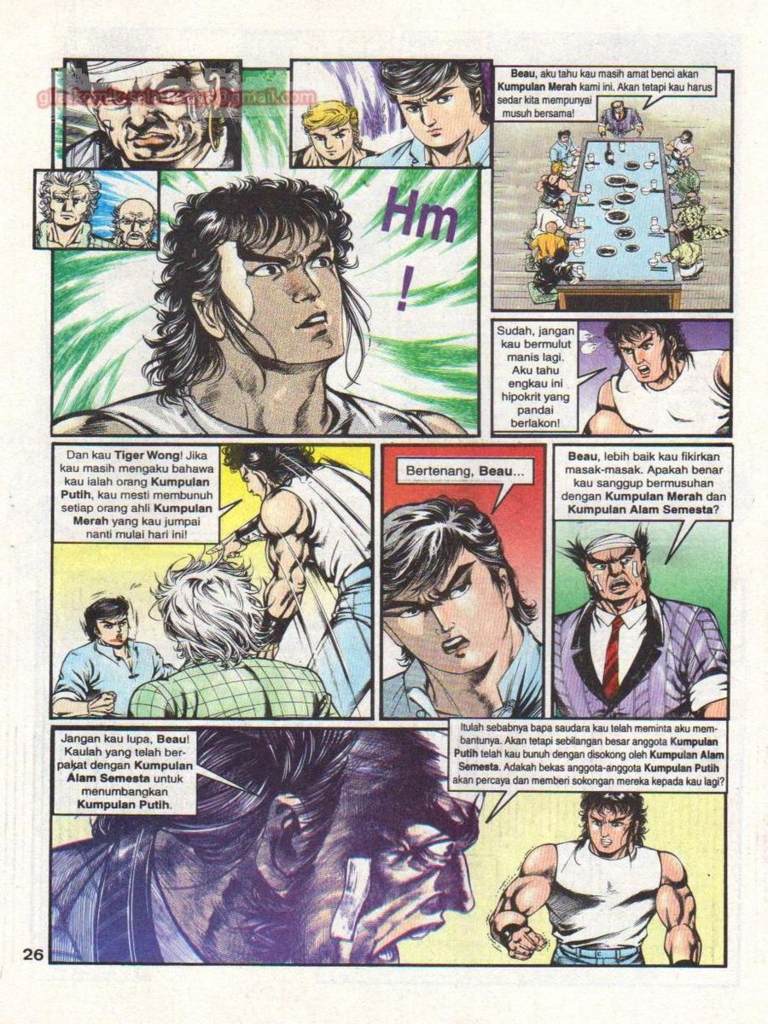 Beau, aku tahu kau masih amat benci akan
Kumpulan Merah kami ini. Akan tetapi kau harus
sedar kita mempunyai
musuh bersama!
Hm
!
Sudah, jangan
kau bermulut
manis lagi.
Aku tahu
engkau ini
hipokrit yang
pandai
berlakon!
Dan kau Tiger Wong! Jika
kau masih mengaku bahawa
kau ialah orang Kumpulan
Putih, kau mesti membunuh
setiap orang ahli Kumpulan
Merah yang kau jumpai
nanti mulai hari ini!
Bertenang, Beau...
Beau, lebih baik kau fikirkan
masak-masak. Apakah benar
kau sanggup bermusuhan
dengan Kumpulan Merah dan
Kumpulan Alam Semesta?
Jangan kau lupa, Beau!
Kaulah yang telah ber-
pakat dengan Kumpulan
Alam Semesta untuk
menumbangkan
Kumpulan Putih.
Itulah sebabnya bapa saudara kau telah meminta aku mem-
bantunya. Akan tetapi sebilangan besar anggota Kumpulan
Putih telah kau bunuh dengan disokong oleh Kumpulan Alam
Semesta. Adakah bekas anggota-anggota Kumpulan Putih
akan percaya dan memberi sokongan mereka kepada kau lagi?
26